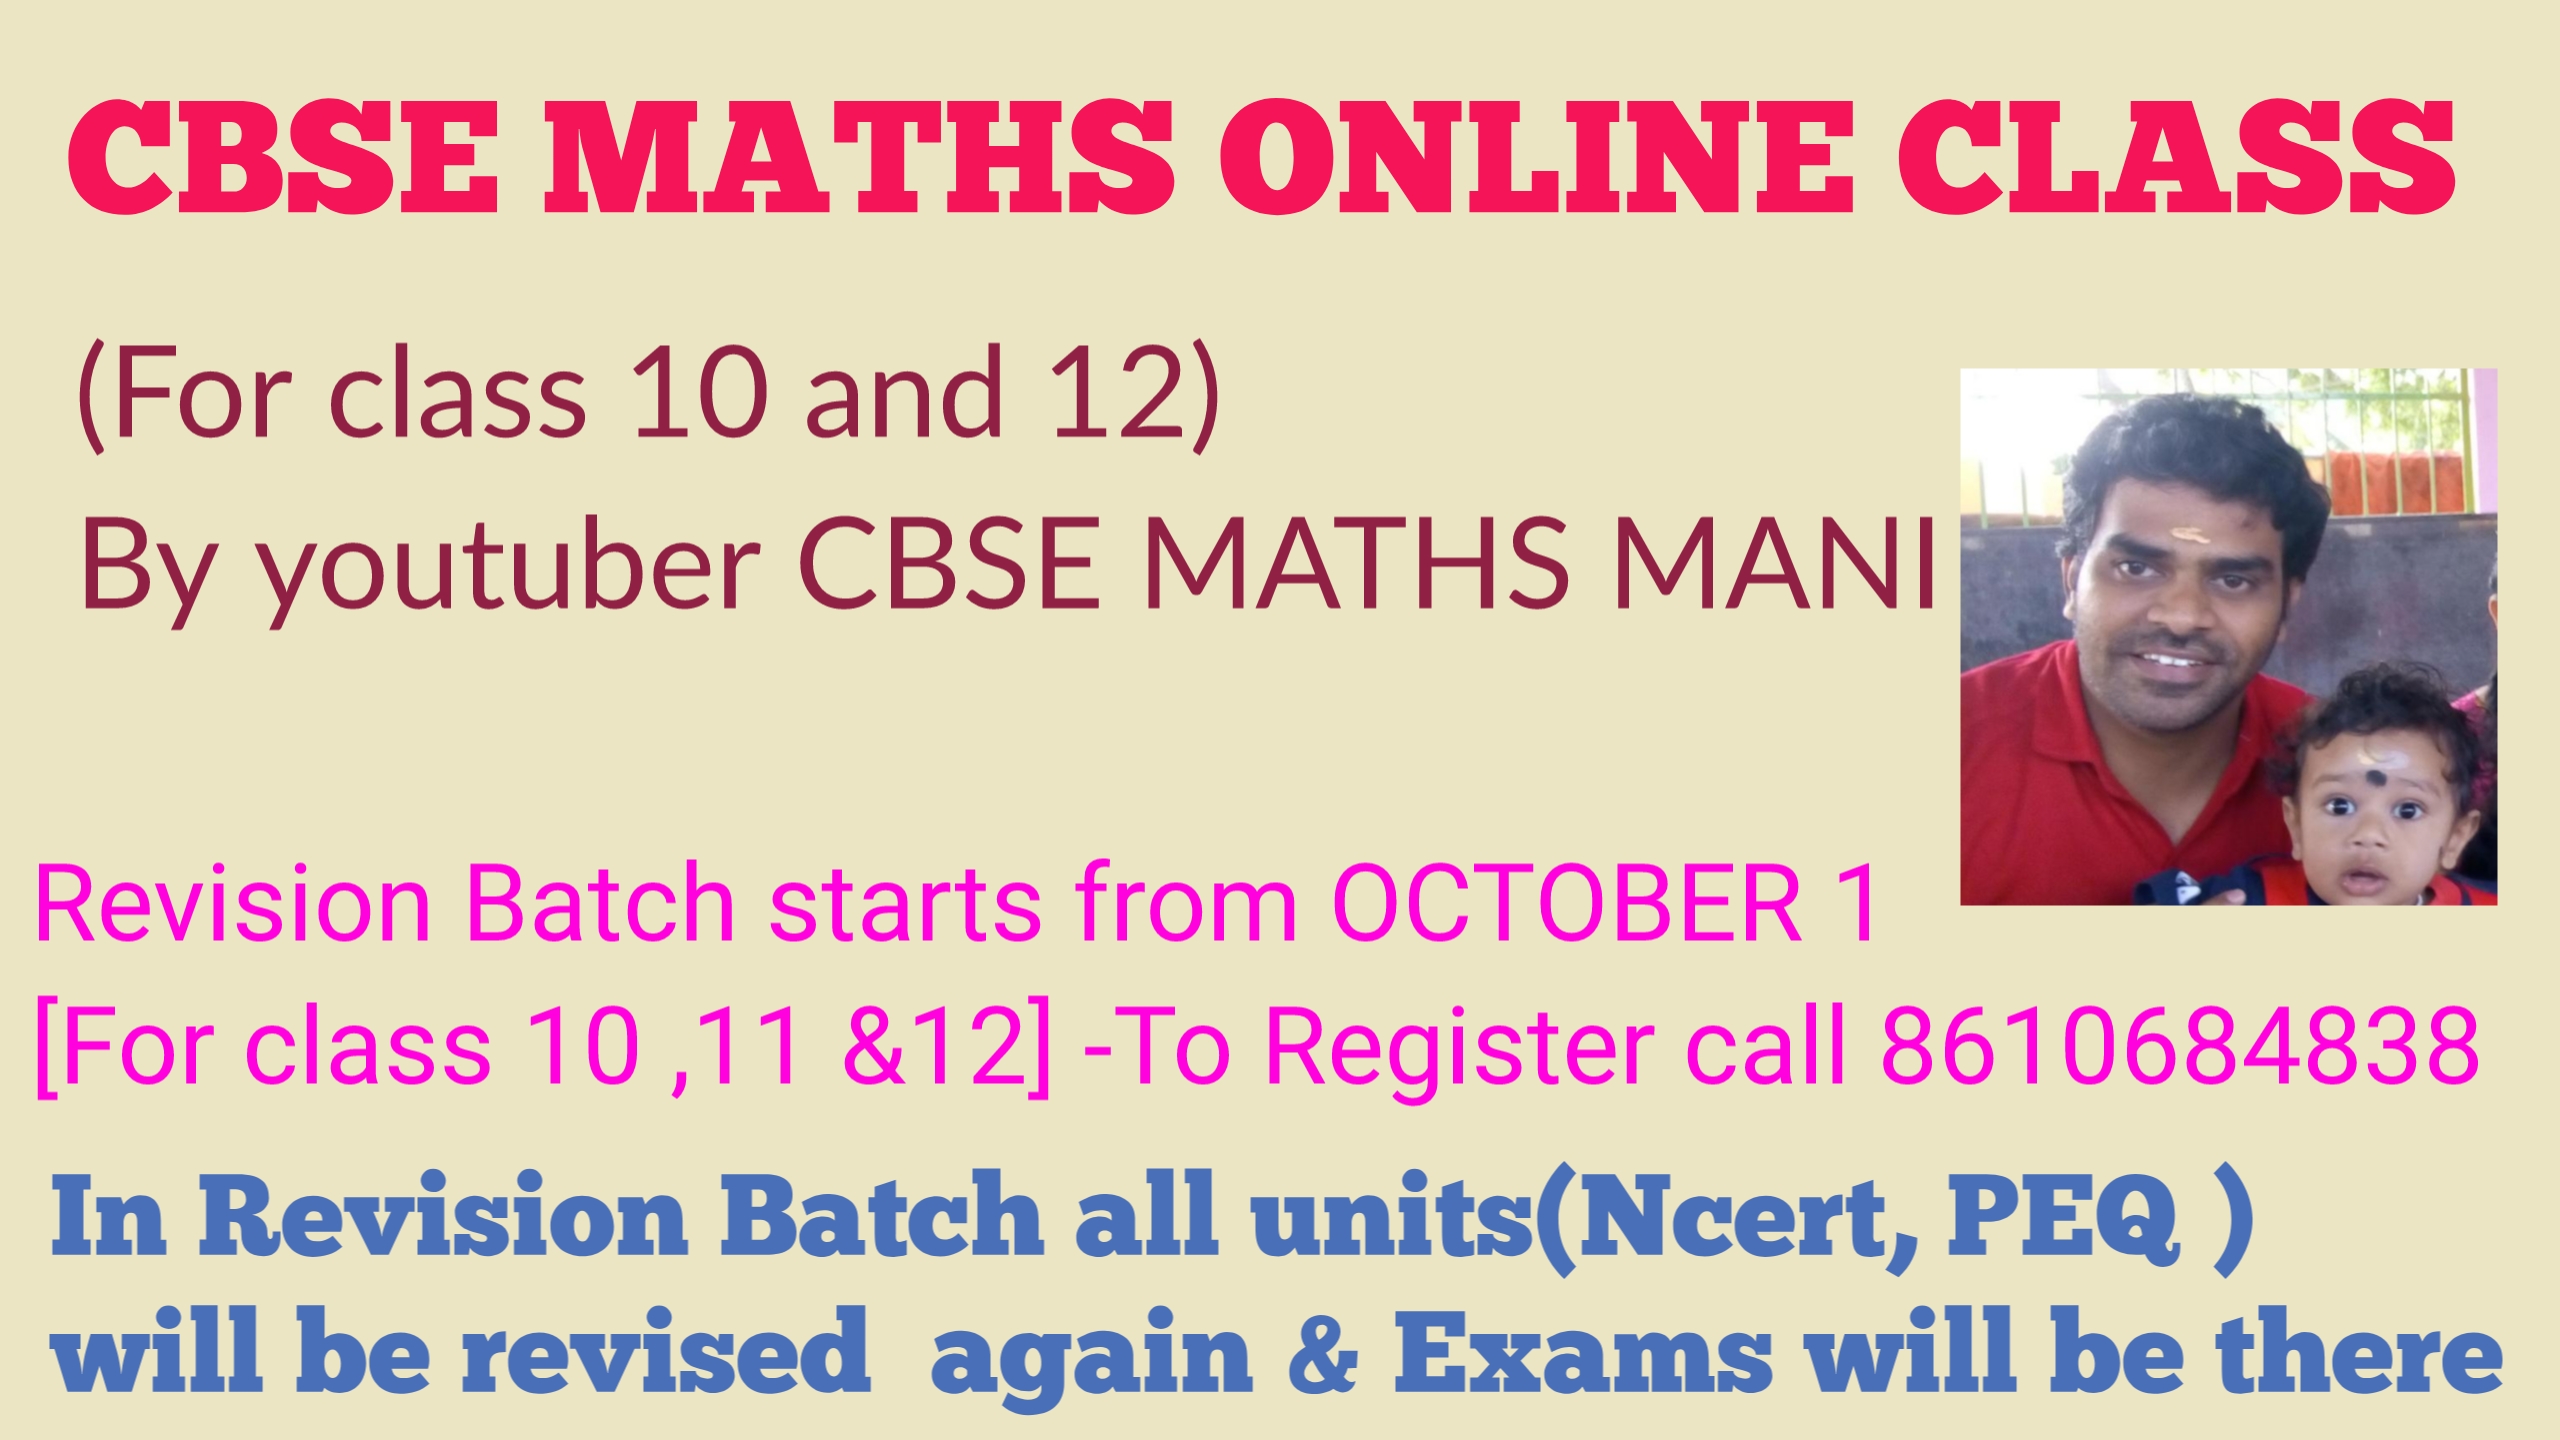 CBSE MATHS ONLINE CLASS
(For class 10 and 12)
By youtuber CBSE MATHS MANI
Revision Batch starts from OCTOBER 1
[For class 10 ,11 &12] -To Register call 8610684838
In Revision Batch all units(Ncert, PEQ )
will be revised  again & Exams will be there